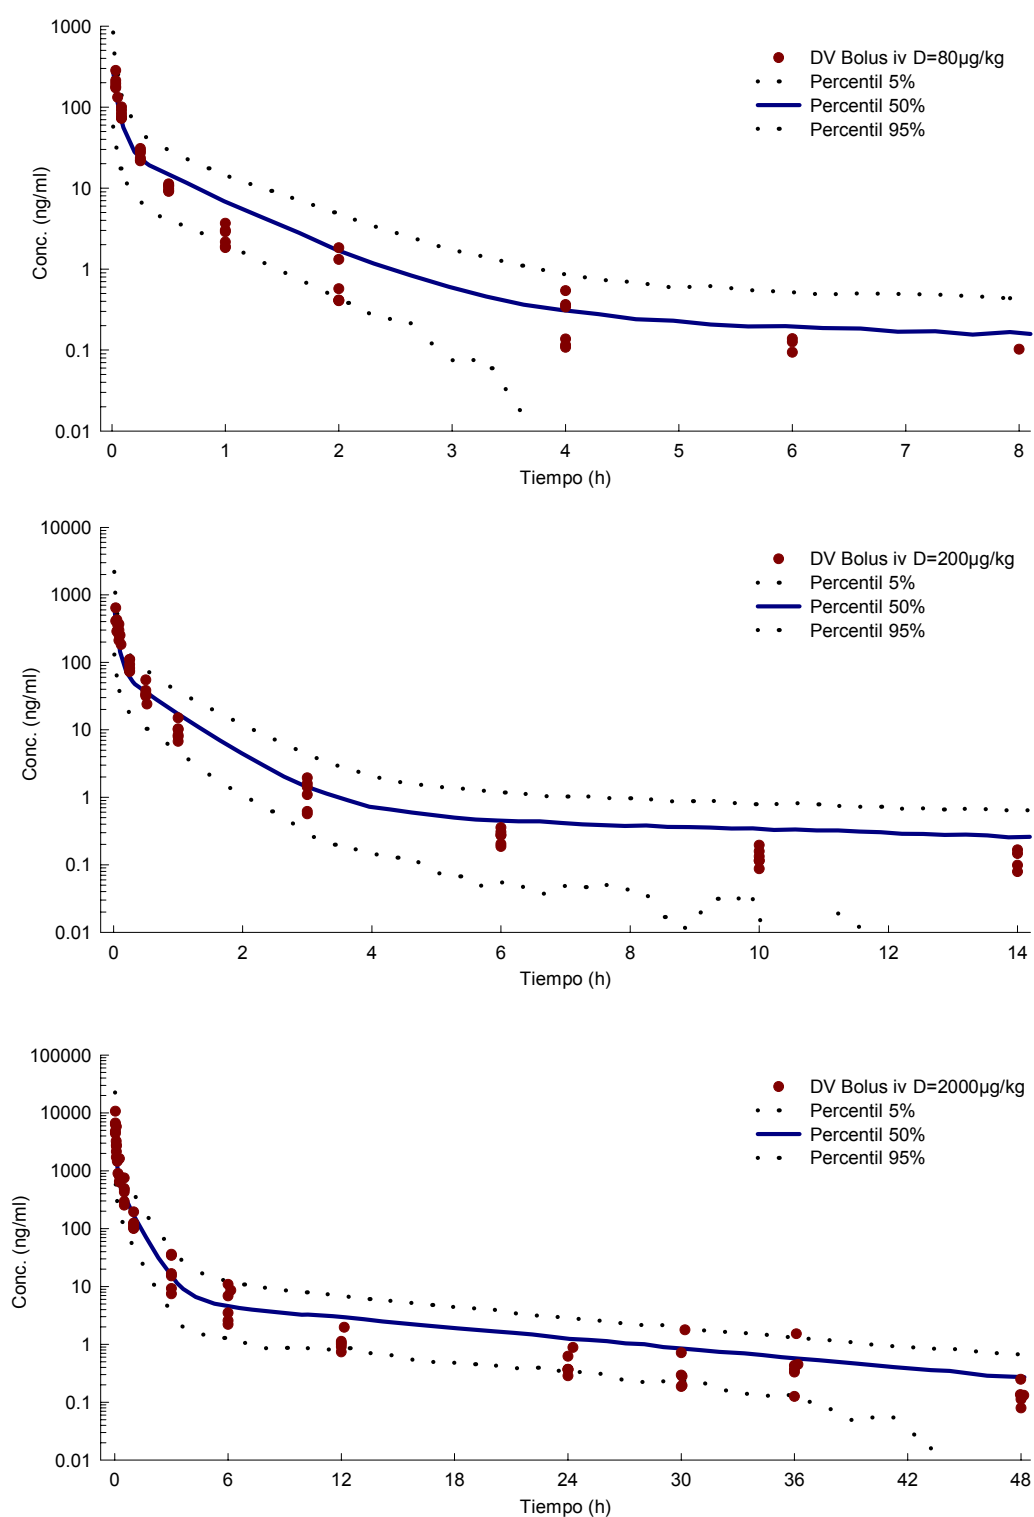 1000
100
10
1
0.1
0.01
Conc. (ng/ml)
DV Bolus iv D=80µg/kg
Percentil 5%
Percentil 50%
Percentil 95%
0 1 2 3 4 5 6 7 8
Tiempo (h)
10000
1000
100
10
1
0.1
0.01
Conc. (ng/ml)
DV Bolus iv D=200µg/kg
Percentil 5%
Percentil 50%
Percentil 95%
0 2 4 6 8 10 12 14
Tiempo (h)
100000
10000
1000
100
10
1
0.1
0.01
Conc. (ng/ml)
DV Bolus iv D=2000µg/kg
Percentil 5%
Percentil 50%
Percentil 95%
0 6 12 18 24 30 36 42 48
Tiempo (h)